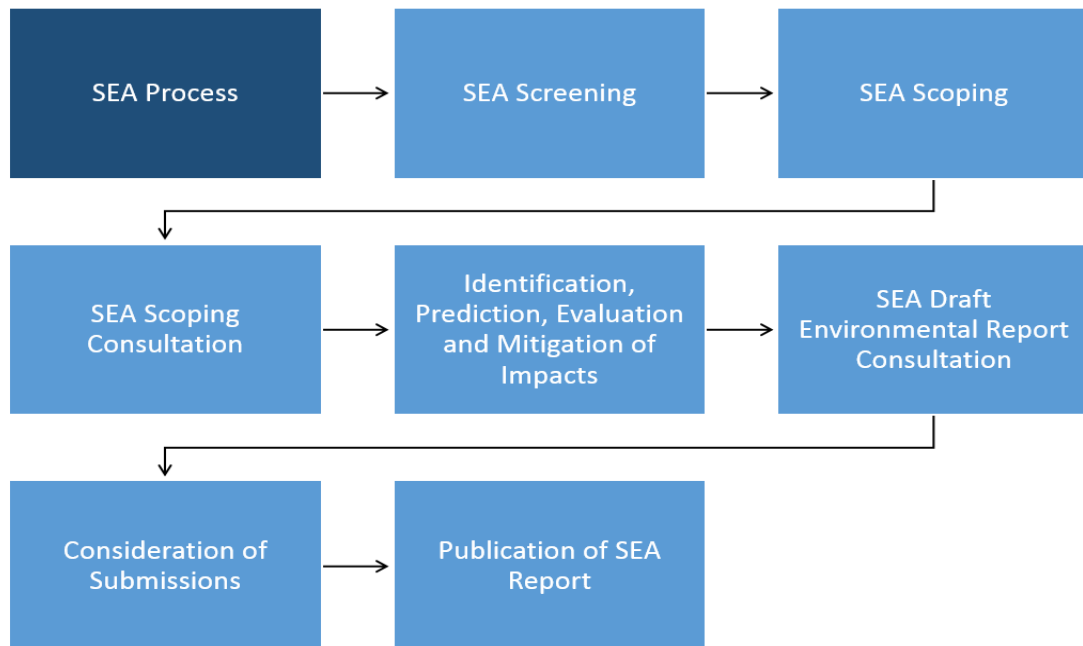 SEA Process
SEA Screening
SEA Scoping
SEA Scoping
Consultation
Identification,
Prediction, Evaluation
and Mitigation of
Impacts
SEA Draft
Environmental Report
Consultation
Consideration of
Submissions
Publication of SEA
Report